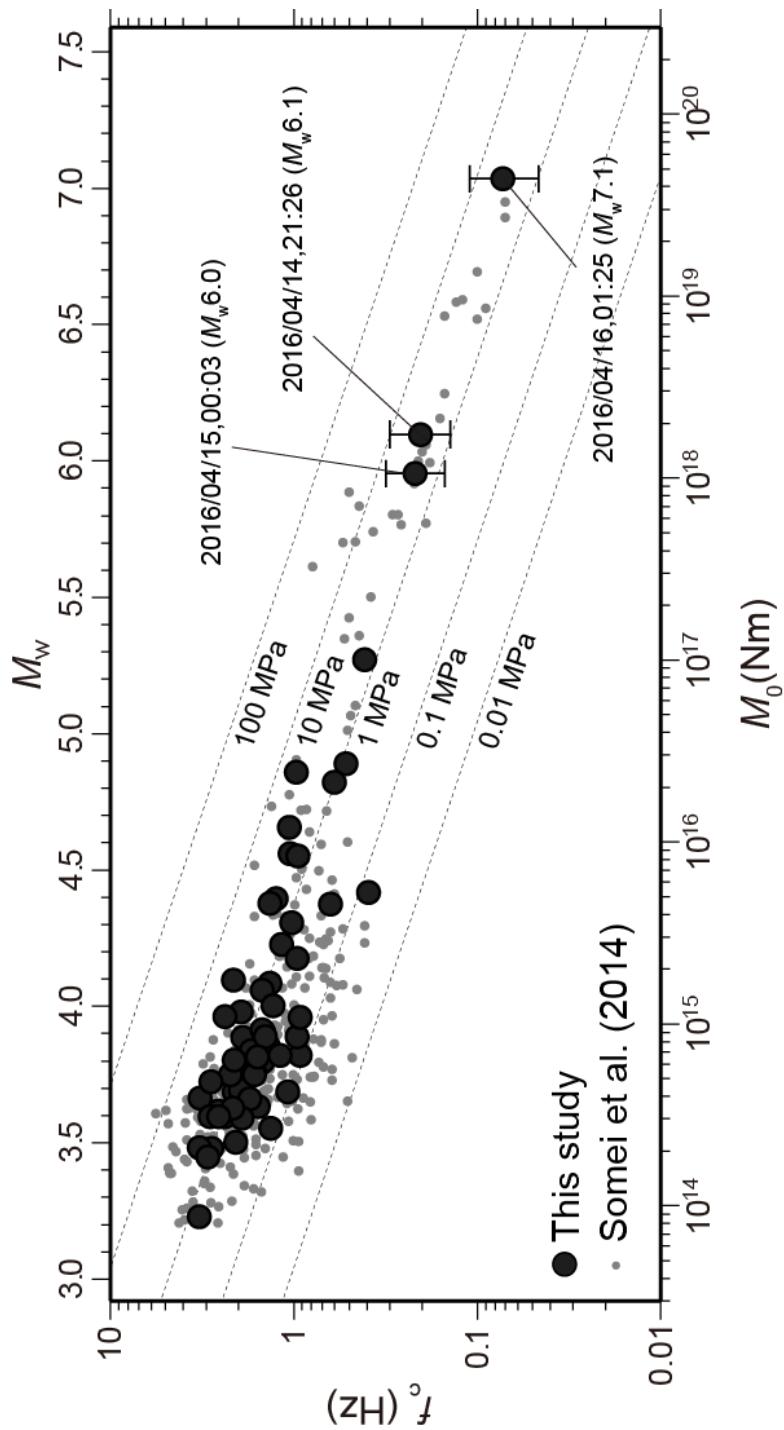 M_w
3.0 3.5 4.0 4.5 5.0 5.5 6.0 6.5 7.0 7.5
10
1
0.1
0.01
f_c (Hz)
2016/04/15,00:03 (M_w6.0)
2016/04/14,21:26 (M_w6.1)
2016/04/16,01:25 (M_w7.1)
100 MPa
10 MPa
1 MPa
0.1 MPa
0.01 MPa
This study
Somei et al. (2014)
10^14 10^15 10^16 10^17 10^18 10^19 10^20
M_0(Nm)